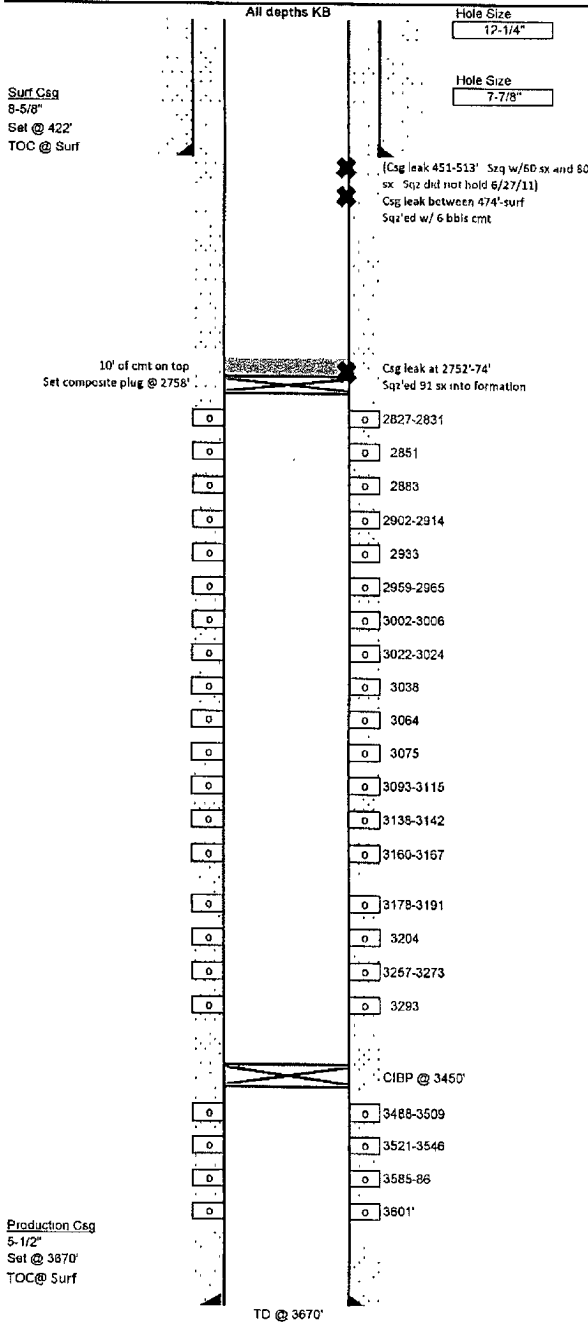 All depths KB
Hole Size
12-1/4"
Hole Size
7-7/8"
Surf Csg
8-5/8"
Set @ 422'
TOC @ Surf
(Csg leak 451-513' Szq w/60 sx and 80
sx Sqz did not hold 6/27/11)
Csg leak between 474'-surf
Sqz'ed w/ 6 bbls cmt
10' of cmt on top
Set composite plug @ 2758'
Csg leak at 2752'-74'
Sqz'ed 91 sx into formation
2827-2831
2851
2883
2902-2914
2933
2959-2965
3002-3006
3022-3024
3038
3064
3075
3093-3115
3138-3142
3160-3167
3178-3191
3204
3257-3273
3293
CIBP @ 3450'
3488-3509
3521-3546
3585-86
3601'
Production Csg
5-1/2"
Set @ 3670'
TOC@ Surf
TD @ 3670'